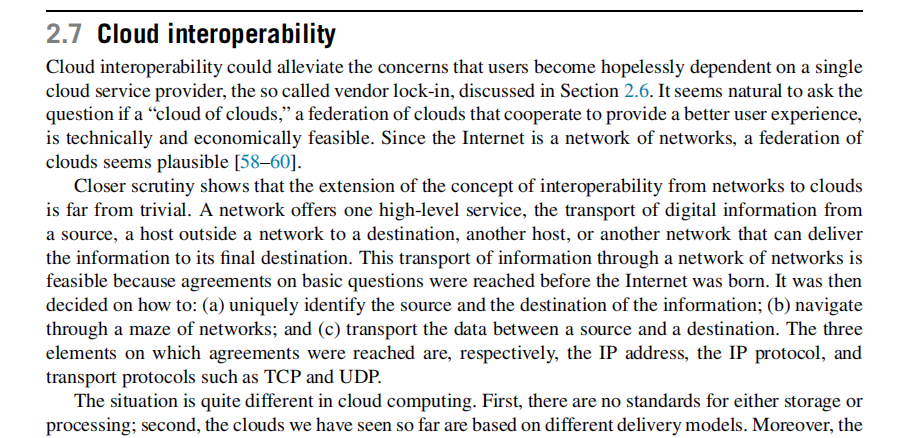 2.7 Cloud interoperability
Cloud interoperability could alleviate the concerns that users become hopelessly dependent on a single
cloud service provider, the so called vendor lock-in, discussed in Section 2.6. It seems natural to ask the
question if a “cloud of clouds,” a federation of clouds that cooperate to provide a better user experience,
is technically and economically feasible. Since the Internet is a network of networks, a federation of
clouds seems plausible [58–60].
Closer scrutiny shows that the extension of the concept of interoperability from networks to clouds
is far from trivial. A network offers one high-level service, the transport of digital information from
a source, a host outside a network to a destination, another host, or another network that can deliver
the information to its final destination. This transport of information through a network of networks is
feasible because agreements on basic questions were reached before the Internet was born. It was then
decided on how to: (a) uniquely identify the source and the destination of the information; (b) navigate
through a maze of networks; and (c) transport the data between a source and a destination. The three
elements on which agreements were reached are, respectively, the IP address, the IP protocol, and
transport protocols such as TCP and UDP.
The situation is quite different in cloud computing. First, there are no standards for either storage or
processing; second, the clouds we have seen so far are based on different delivery models. Moreover, the